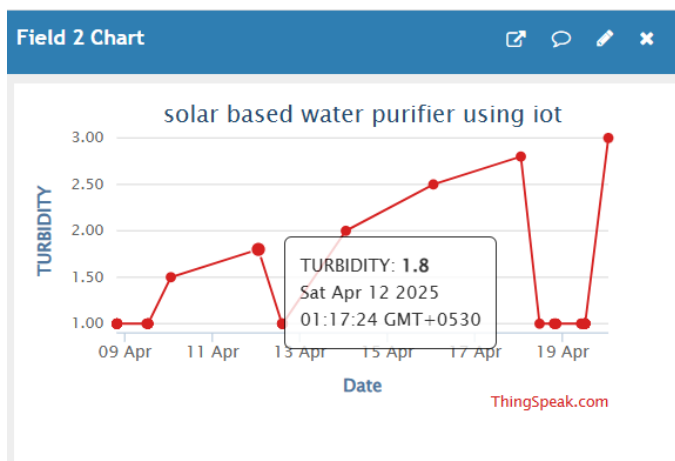 Field 2 Chart
solar based water purifier using iot
3.00
2.50
2.00
1.50
1.00
TURBIDITY
TURBIDITY: 1.8
Sat Apr 12 2025
01:17:24 GMT+0530
09 Apr 11 Apr 13 Apr 15 Apr 17 Apr 19 Apr
Date
ThingSpeak.com